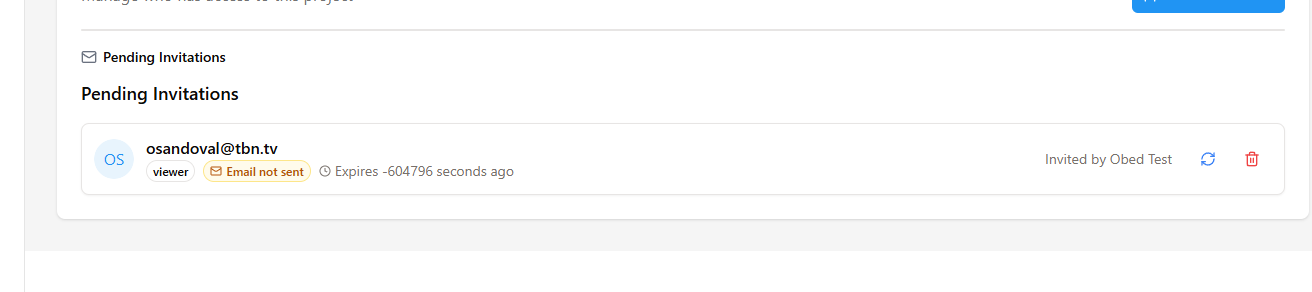 manage who has access to this project
Pending Invitations
Pending Invitations
OS
osandoval@tbn.tv
viewer
Email not sent
Expires -604796 seconds ago
Invited by Obed Test